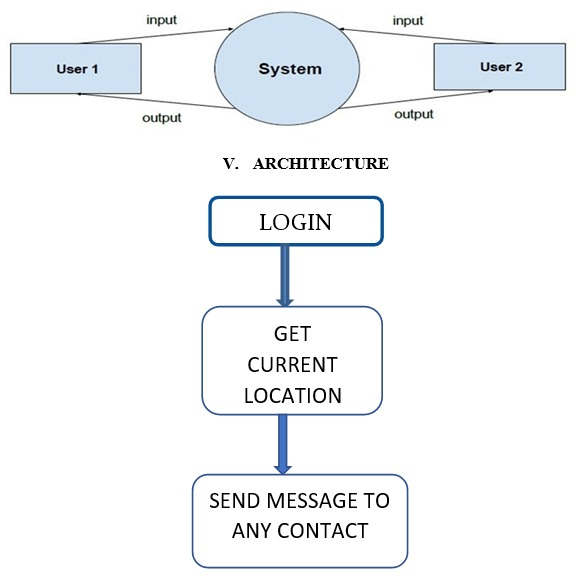 input
input
User 1
System
User 2
output
output
V. ARCHITECTURE
LOGIN
GET
CURRENT
LOCATION
SEND MESSAGE TO
ANY CONTACT